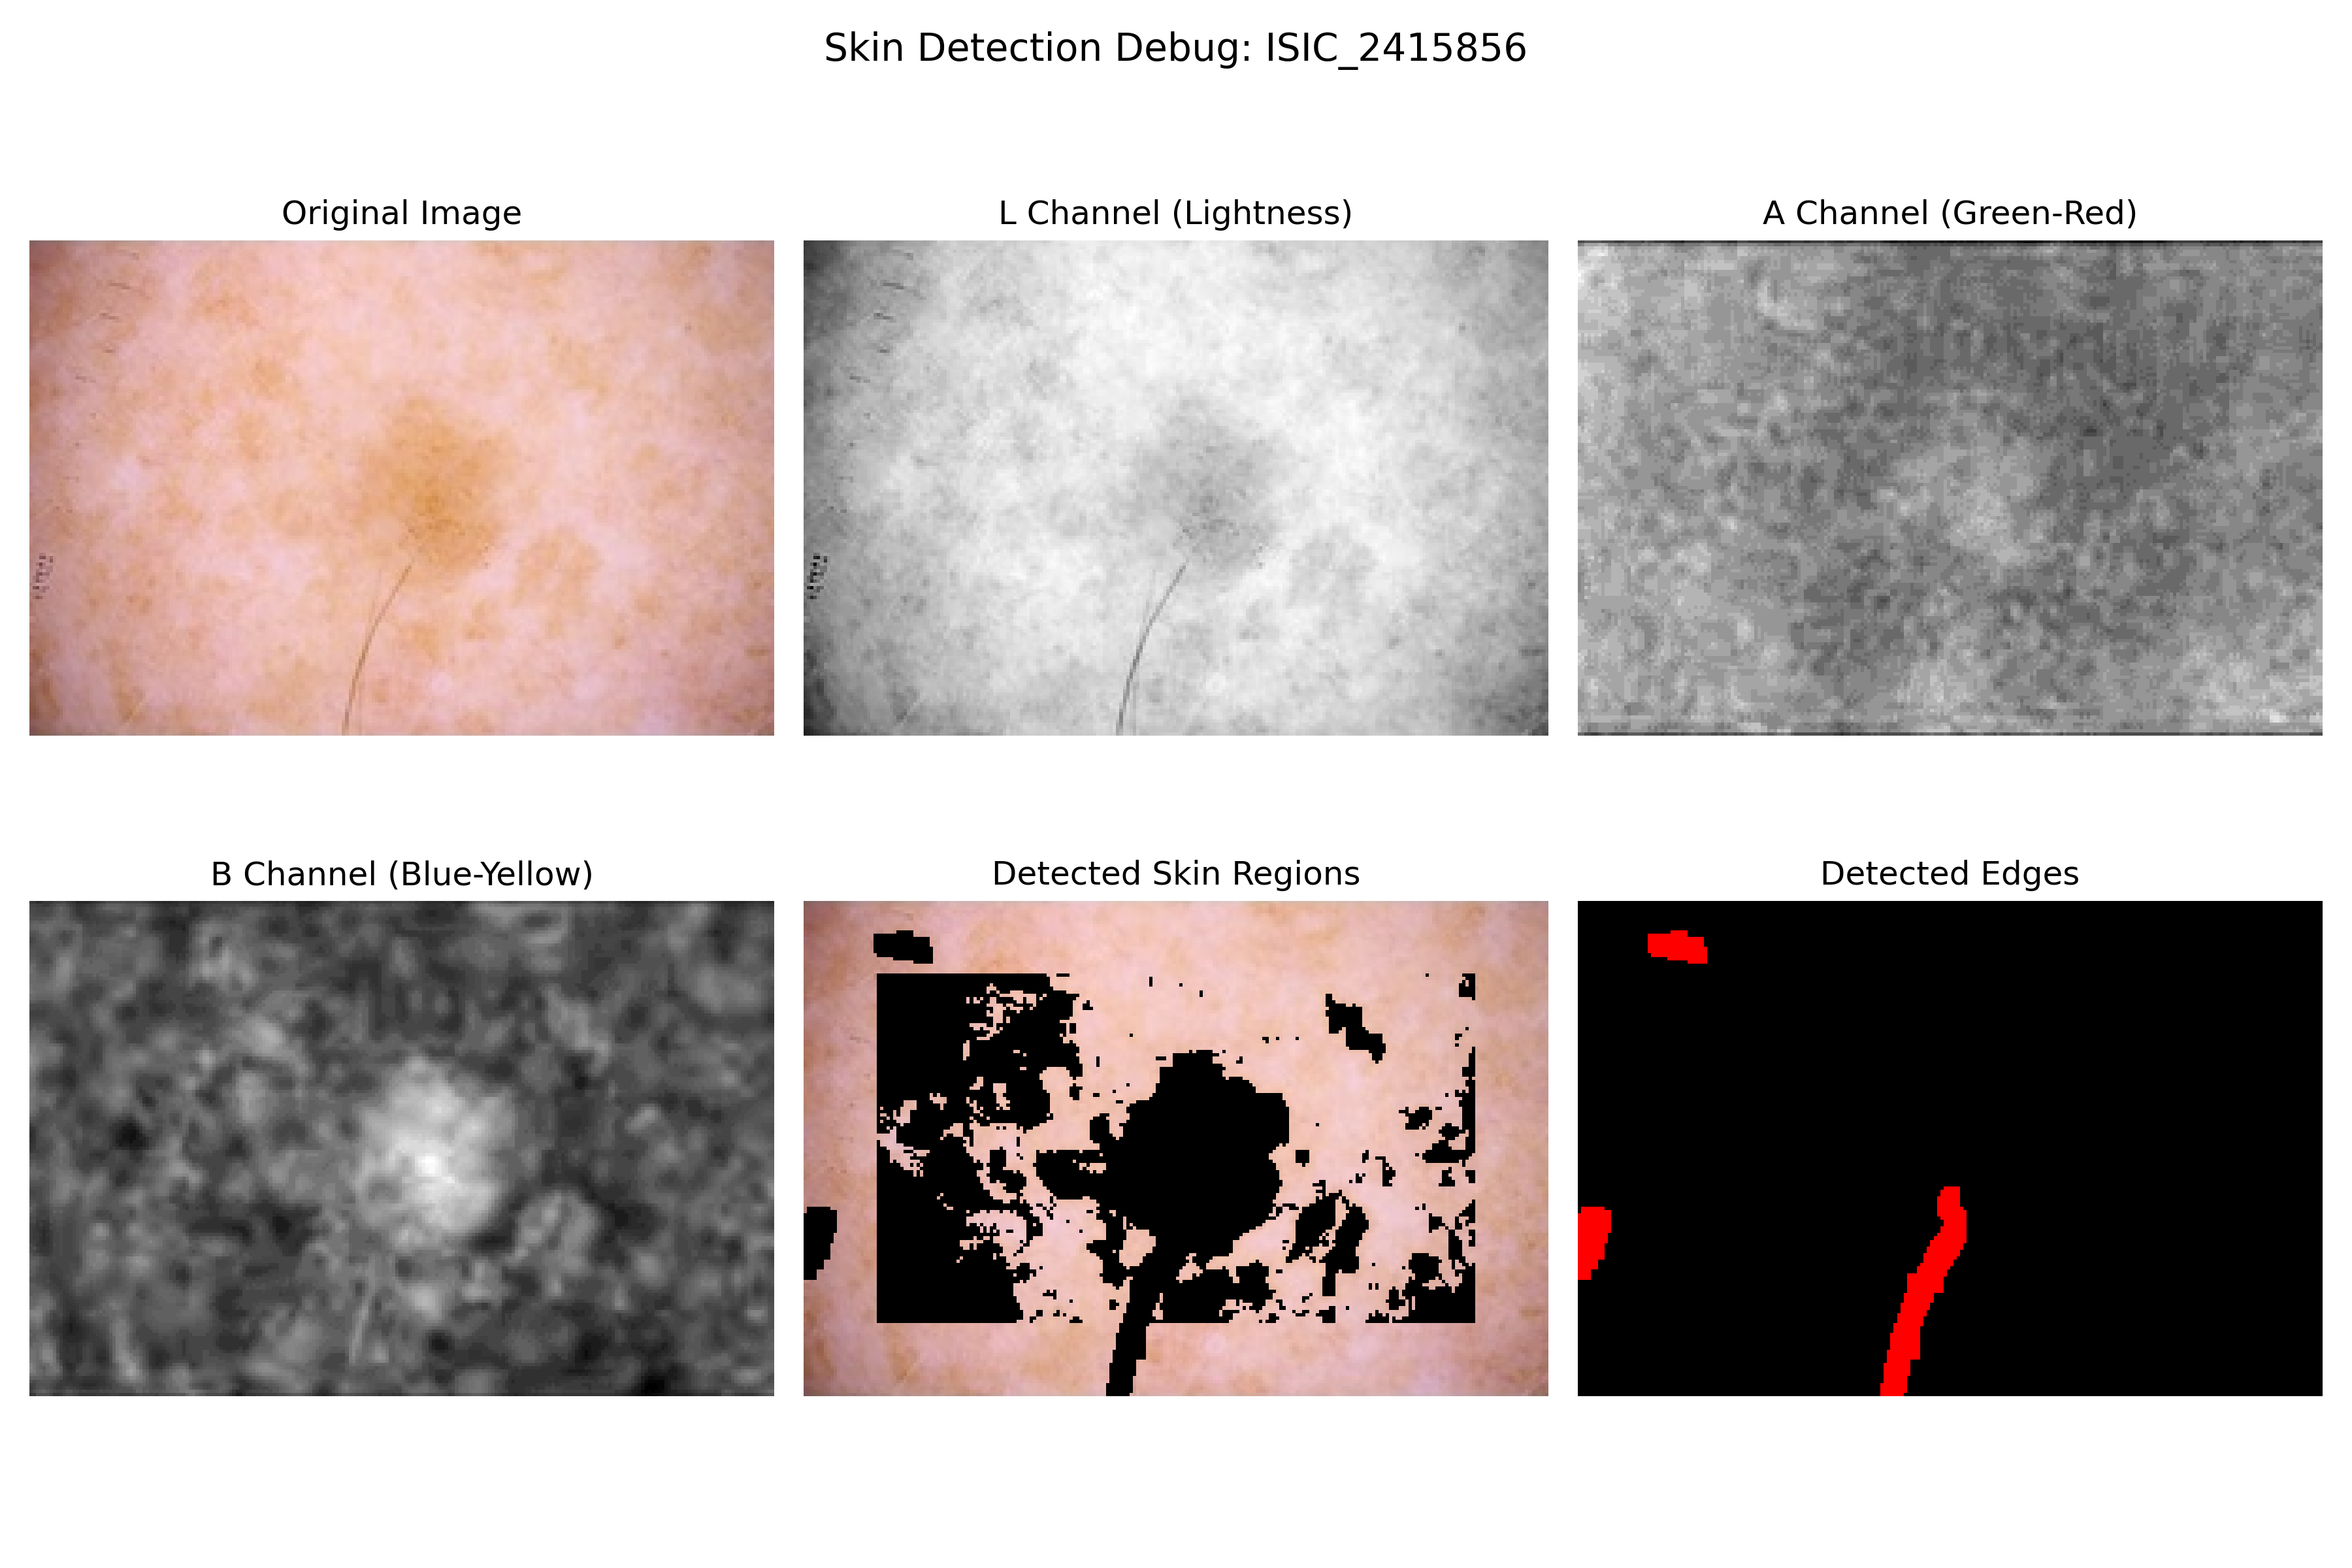 Skin Detection Debug: ISIC_2415856
Original Image
L Channel (Lightness)
A Channel (Green-Red)
B Channel (Blue-Yellow)
Detected Skin Regions
Detected Edges